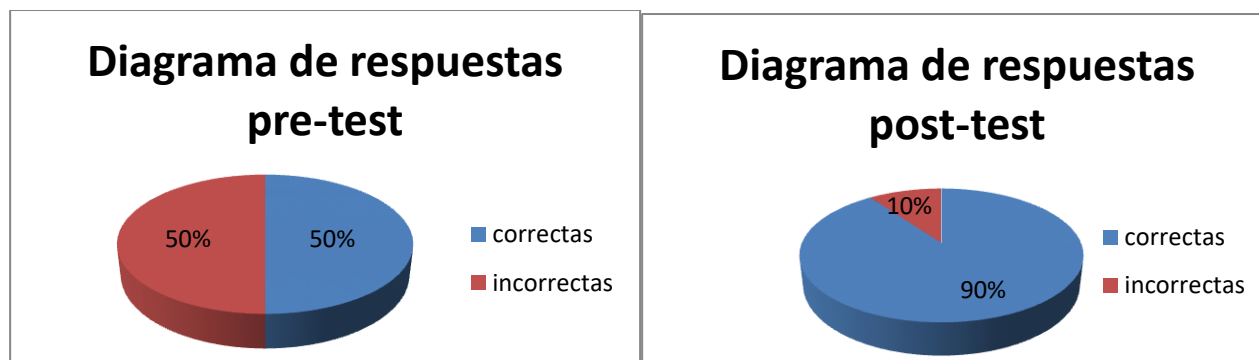 Diagrama de respuestas
pre-test
50%
50%
correctas
incorrectas
Diagrama de respuestas
post-test
10%
90%
correctas
incorrectas